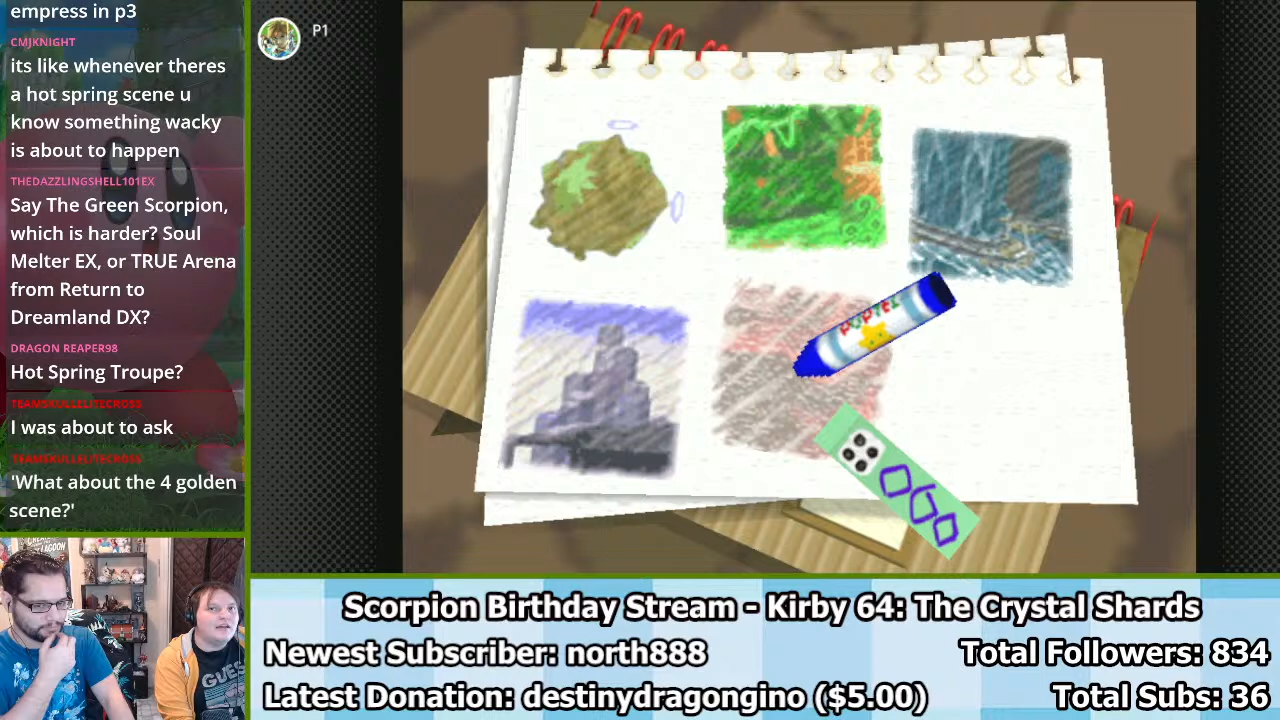 empress in p3
CMJKNIGHT
its like whenever theres
a hot spring scene u
know something wacky
is about to happen
THEDAZZLINGSHELL101EX
Say The Green Scorpion,
which is harder? Soul
Melter EX, or TRUE Arena
from Return to
Dreamland DX?
DRAGON REAPER98
Hot Spring Troupe?
TEAMSKULLELITECROSS
I was about to ask
TEAMSKULLELITECROSS
'What about the 4 golden
scene?'
P1
GUES
Scorpion Birthday Stream - Kirby 64: The Crystal Shards
Newest Subscriber: north888
Total Followers: 834
Latest Donation: destinydragongino ($5.00)
Total Subs: 36